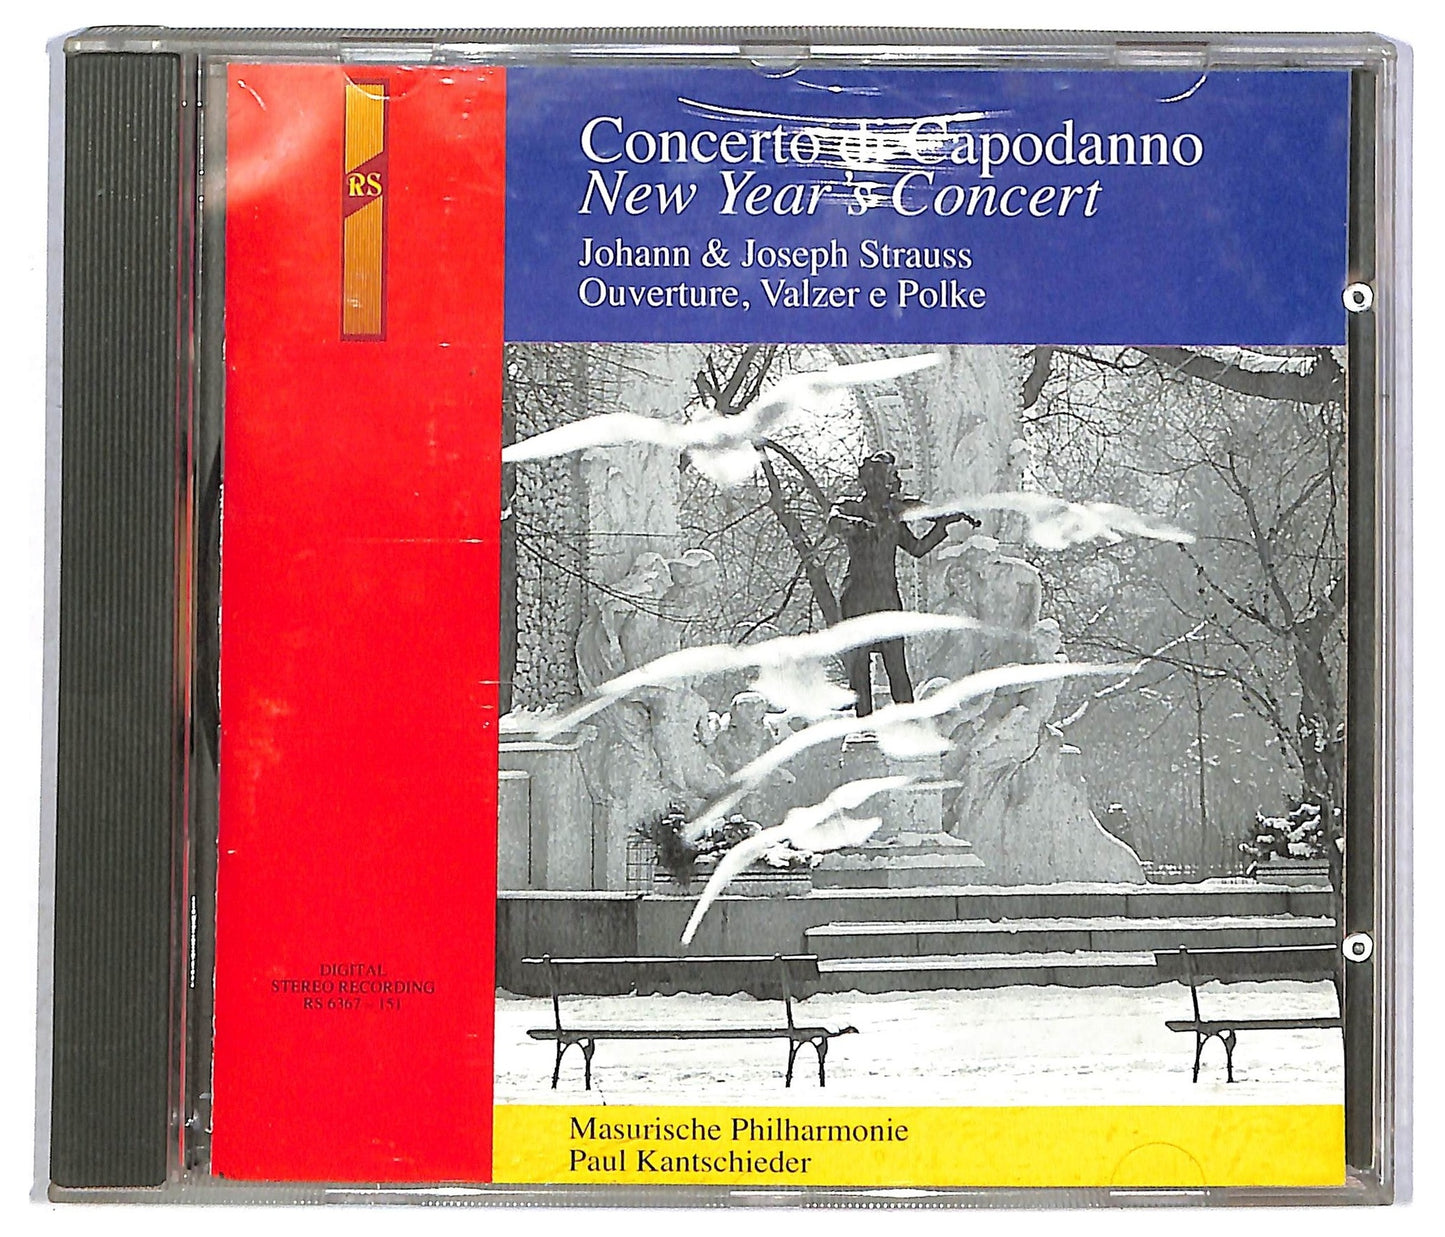 RS
Concerto di Capodanno
New Year's Concert
Johann & Joseph Strauss
Ouverture, Valzer e Polke
DIGITAL
STEREO RECORDING
RS 6367 - 151
Masurische Philharmonie
Paul Kantschieder